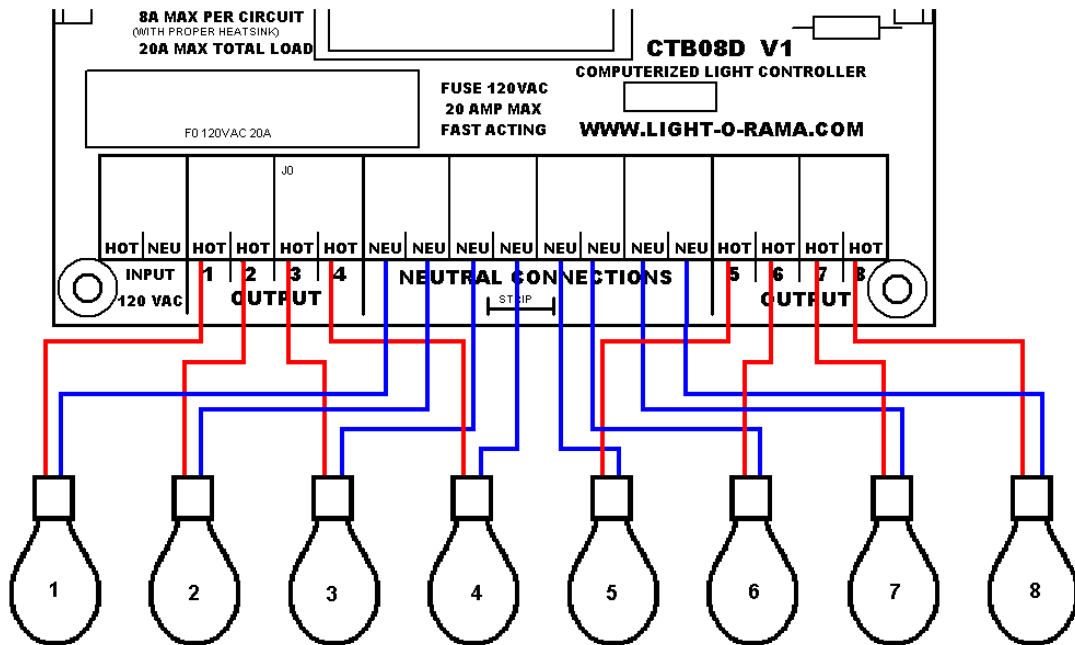 8A MAX PER CIRCUIT
(WITH PROPER HEATSINK)
20A MAX TOTAL LOAD
CTB08D V1
COMPUTERIZED LIGHT CONTROLLER
FUSE 120VAC
20 AMP MAX
FAST ACTING
WWW.LIGHT-O-RAMA.COM
F0 120VAC 20A
J0
HOT NEU HOT HOT HOT HOT NEU NEU NEU NEU NEU NEU NEU NEU HOT HOT HOT HOT
INPUT 1 2 3 4 NEUTRAL CONNECTIONS 5 6 7 8
120 VAC OUTPUT STRIP OUTPUT
1 2 3 4 5 6 7 8